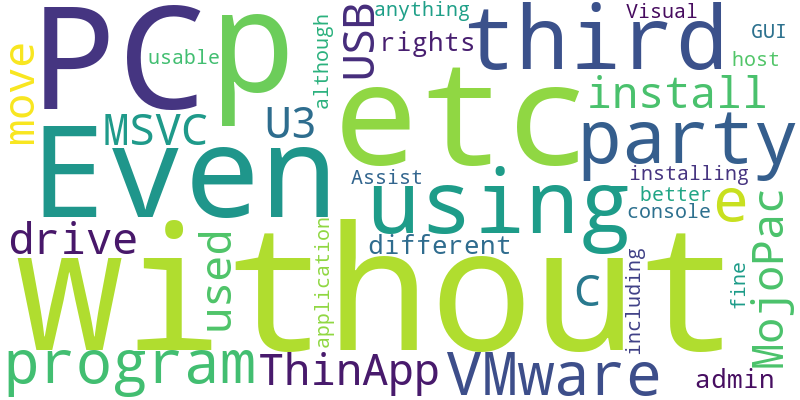 PC
p
third
USB
anything
rights
Visual
GUI
host
move
usable
although
etc
install
MSVC
U3
party
Even
using
Assist
installing
better
console
e
drive
used
application
different
without
C
including
fine
MojoPac
program
ThinApp
VMware
admin